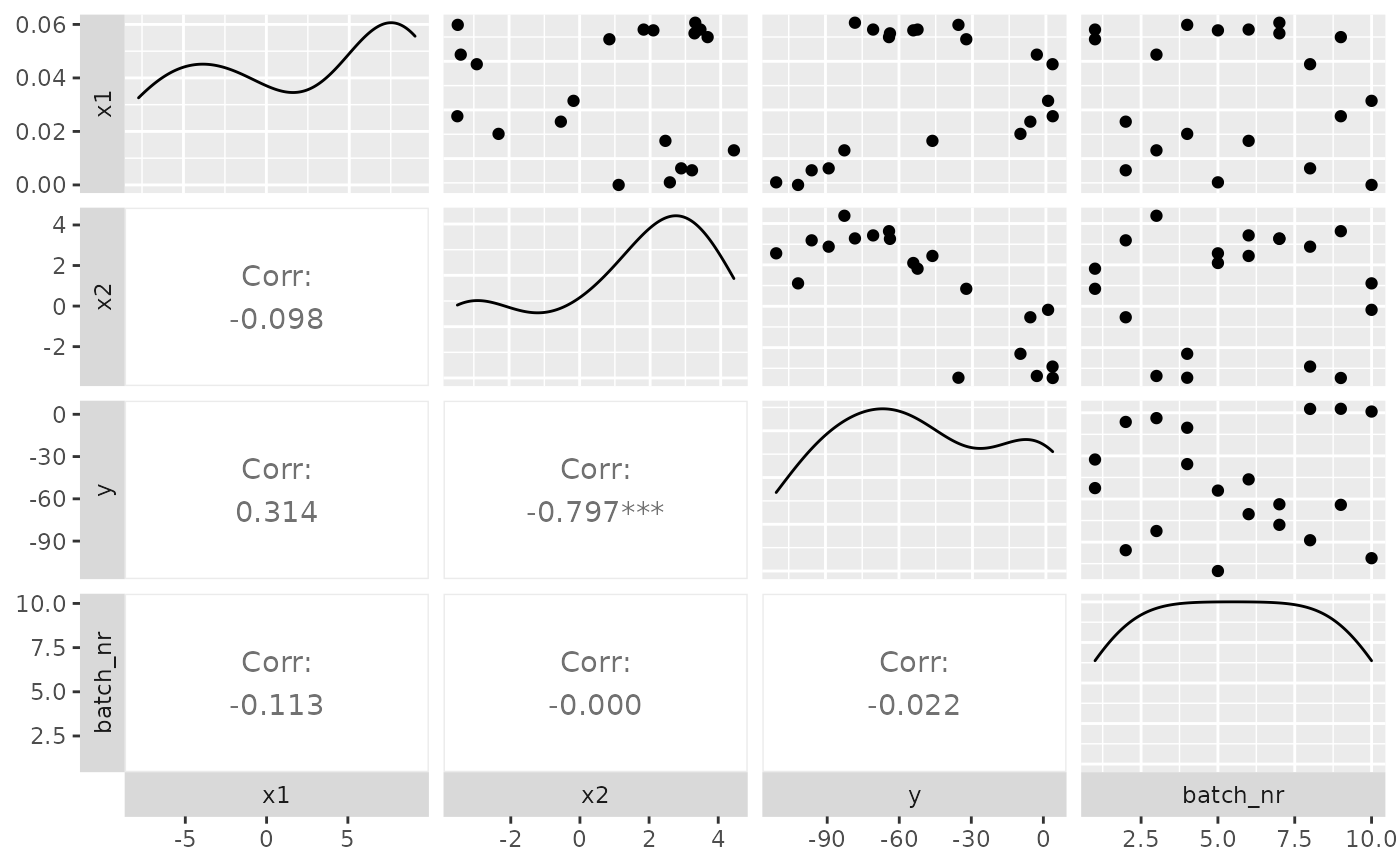 0.06
0.04
0.02
0.00
x1
4
2
0
-2
x2
Corr:
-0.098
0
-30
-60
-90
y
Corr:
0.314
Corr:
-0.797***
10.0
7.5
5.0
2.5
batch_nr
Corr:
-0.113
Corr:
-0.000
Corr:
-0.022
x1
x2
y
batch_nr
-5 0 5
-2 0 2 4
-90 -60 -30 0
2.5 5.0 7.5 10.0